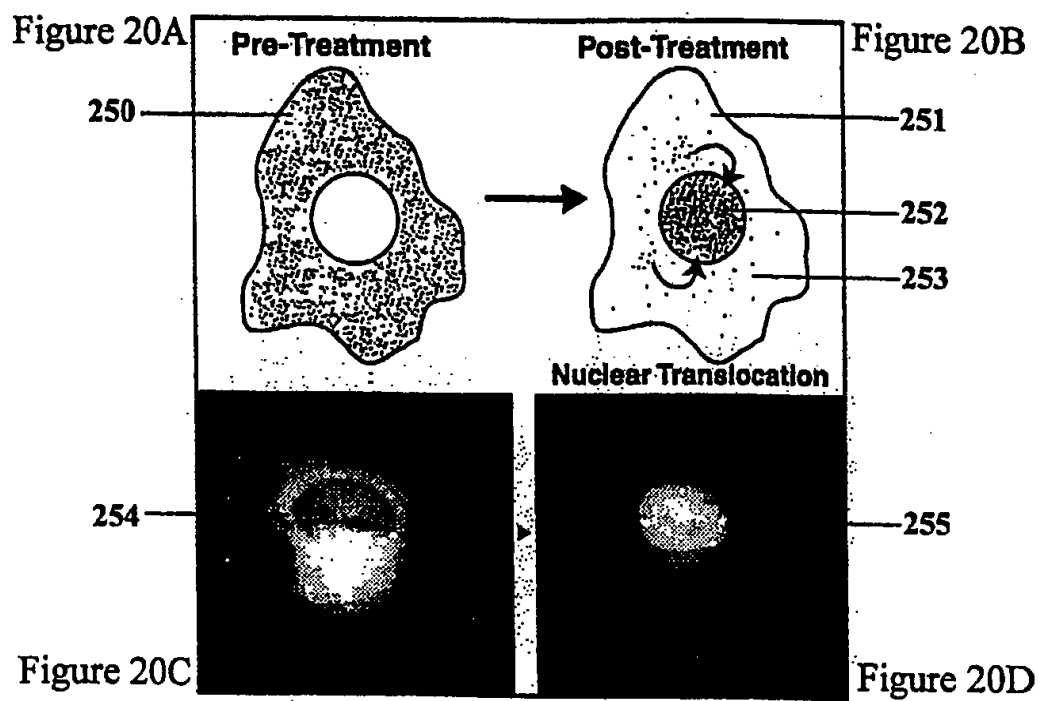 Figure 20A
Pre-Treatment
Post-Treatment
Figure 20B
250
251
252
253
Nuclear Translocation
254
255
Figure 20C
Figure 20D